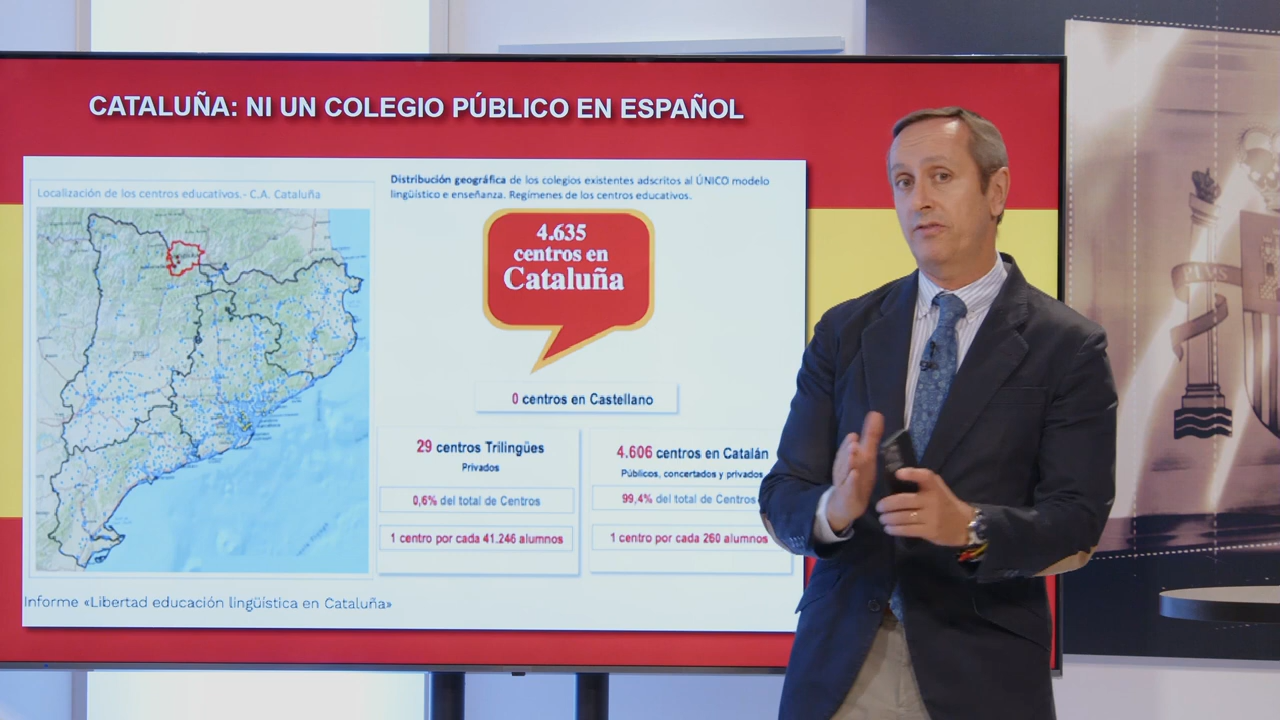 CATALUÑA: NI UN COLEGIO PÚBLICO EN ESPAÑOL
Localización de los centros educativos.- C.A. Cataluña
Distribución geográfica de los colegios existentes adscritos al ÚNICO modelo
lingüístico e enseñanza. Regímenes de los centros educativos.
4.635
centros en
Cataluña
0 centros en Castellano
29 centros Trilingües
Privados
0,6% del total de Centros
1 centro por cada 41.246 alumnos
4.606 centros en Catalán
Públicos, concertados y privados
99,4% del total de Centros
1 centro por cada 260 alumnos
Informe «Libertad educación lingüística en Cataluña»
PLVS